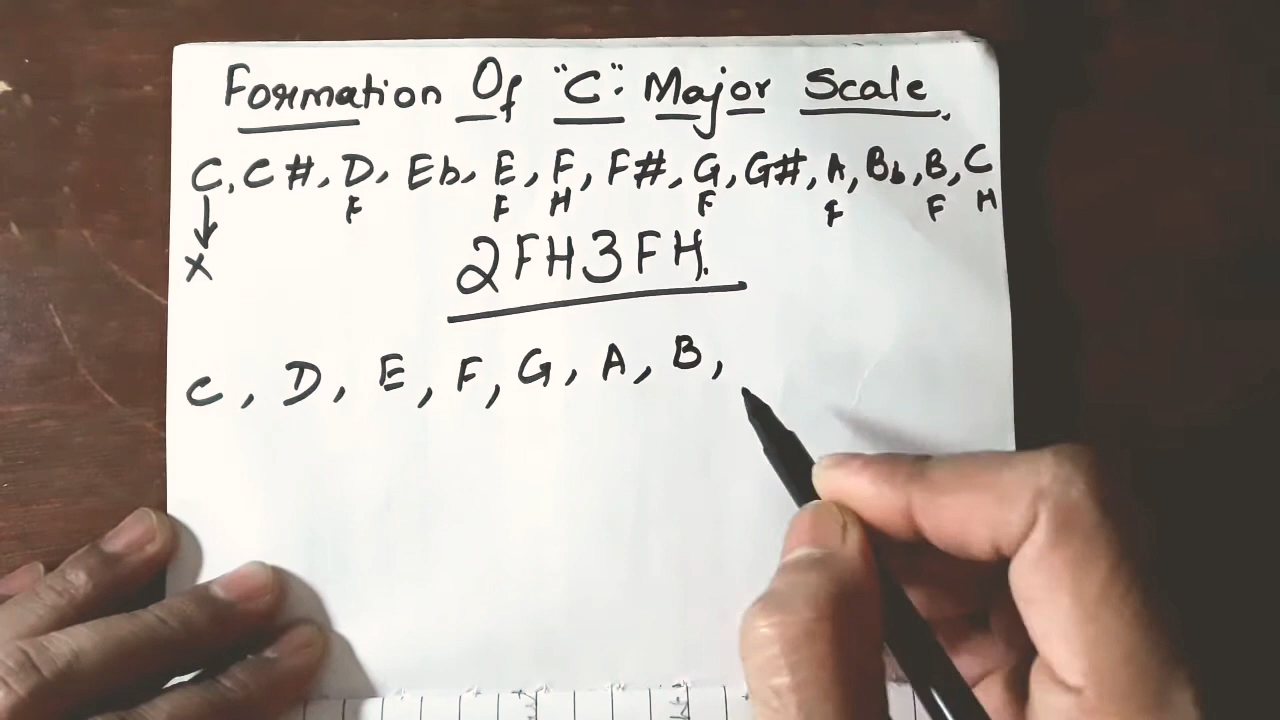 Formation Of "C". Major Scale.
C, C#, D, Eb, E, F, F#, G, G#, A, Bb, B, C
F F H F F F H
X
2FH3FH.
C, D, E, F, G, A, B,